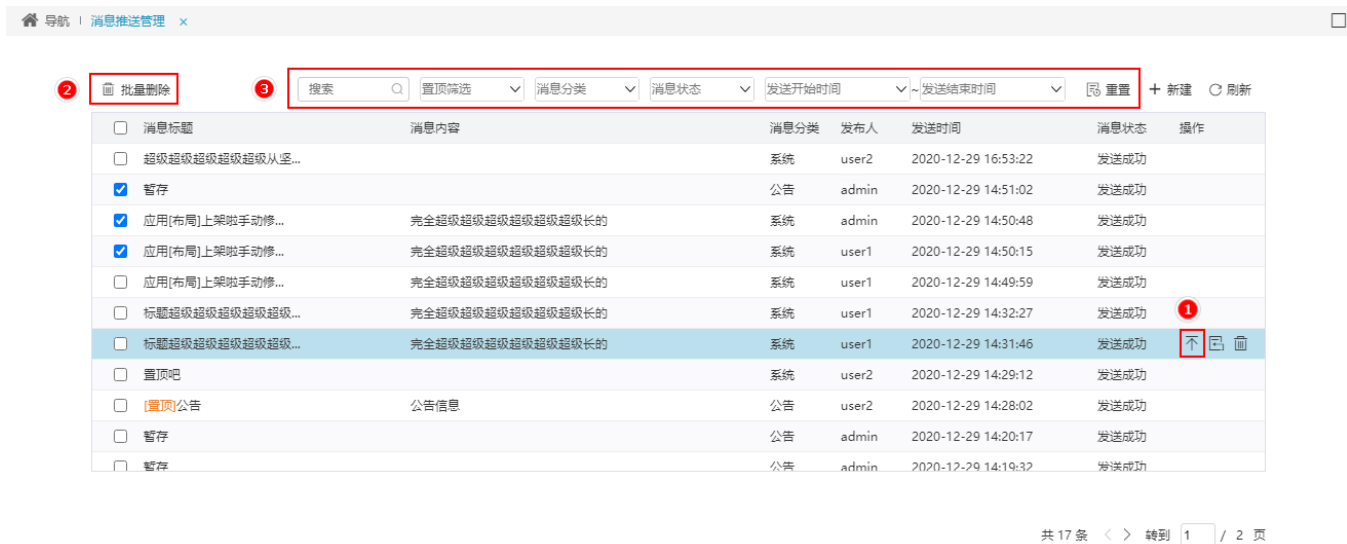 导航 消息推送管理 ×
2 批量删除 3 搜索 置顶筛选 消息分类 消息状态 发送开始时间 ~ 发送结束时间 重置 新建 刷新
消息标题 消息内容 消息分类 发布人 发送时间 消息状态 操作
超级超级超级超级超级从坚... 系统 user2 2020-12-29 16:53:22 发送成功
暂存 公告 admin 2020-12-29 14:51:02 发送成功
应用[布局]上架啦手动修... 完全超级超级超级超级超级超级长的 系统 admin 2020-12-29 14:50:48 发送成功
应用[布局]上架啦手动修... 完全超级超级超级超级超级超级长的 系统 user1 2020-12-29 14:50:15 发送成功
应用[布局]上架啦手动修... 完全超级超级超级超级超级超级长的 系统 user1 2020-12-29 14:49:59 发送成功
标题超级超级超级超级超级... 完全超级超级超级超级超级超级长的 系统 user1 2020-12-29 14:32:27 发送成功
1
标题超级超级超级超级超级... 完全超级超级超级超级超级超级长的 系统 user1 2020-12-29 14:31:46 发送成功
置顶吧 系统 user2 2020-12-29 14:29:12 发送成功
[置顶]公告 公告信息 公告 user2 2020-12-29 14:28:02 发送成功
暂存 公告 admin 2020-12-29 14:20:17 发送成功
暂存 公告 admin 2020-12-29 14:19:32 发送成功
共 17 条 转到 1 / 2 页